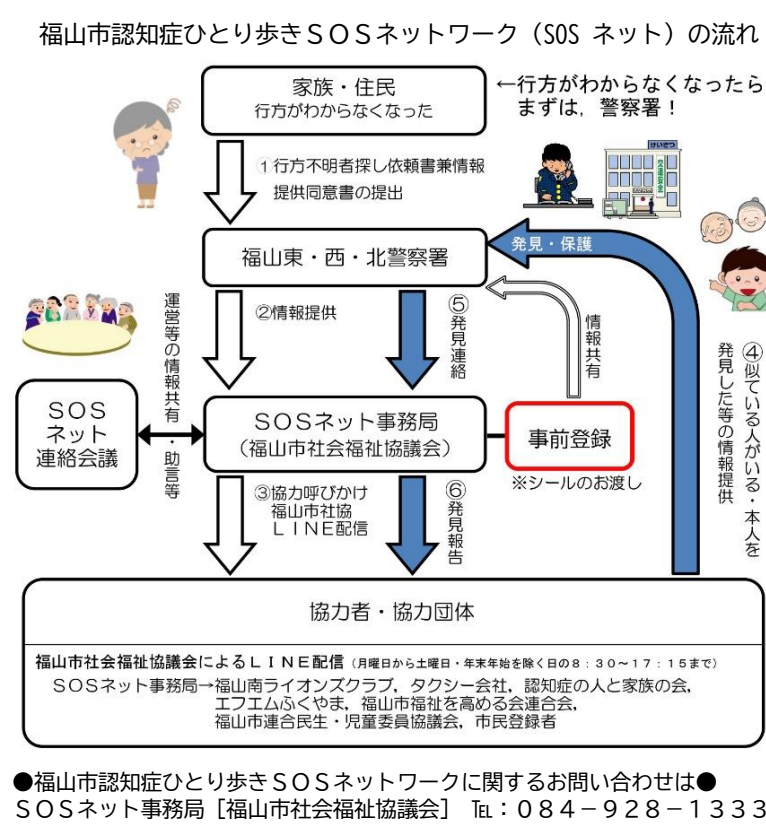 福山市認知症ひとり歩きＳＯＳネットワーク（SOS ネット）の流れ
家族・住民
行方がわからなくなった
←行方がわからなくなったら
まずは，警察署！
けいさつ
交通安全
①行方不明者探し依頼書兼情報
提供同意書の提出
福山東・西・北警察署
発見・保護
②情報提供
⑤発見連絡
情報共有
運営等の情報共有・助言等
④似ている人がいる・本人を
発見した等の情報提供
ＳＯＳ
ネット
連絡会議
ＳＯＳネット事務局
（福山市社会福祉協議会）
事前登録
※シールのお渡し
③協力呼びかけ
福山市社協
ＬＩＮＥ配信
⑥発見報告
協力者・協力団体
福山市社会福祉協議会によるＬＩＮＥ配信（月曜日から土曜日・年末年始を除く日の８：３０～１７：１５まで）
ＳＯＳネット事務局→福山南ライオンズクラブ，タクシー会社，認知症の人と家族の会，
エフエムふくやま，福山市福祉を高める会連合会，
福山市連合民生・児童委員協議会，市民登録者
●福山市認知症ひとり歩きＳＯＳネットワークに関するお問い合わせは●
ＳＯＳネット事務局［福山市社会福祉協議会］ ℡：０８４－９２８－１３３３